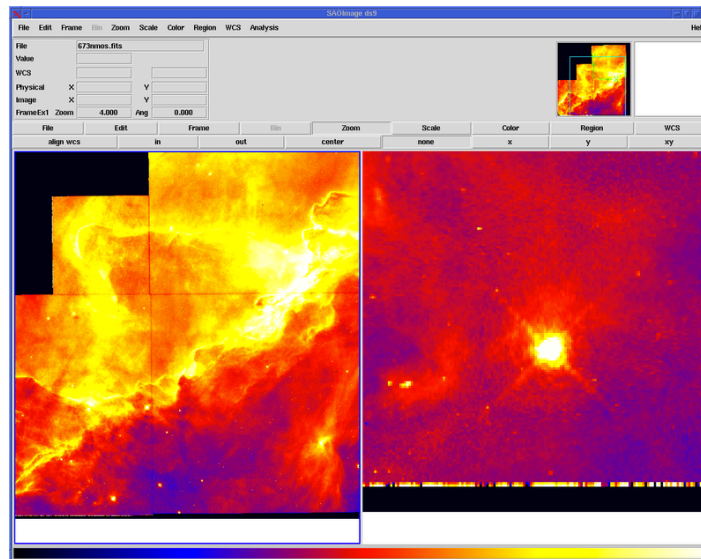 SAOImage ds9
File Edit Frame Bin Zoom Scale Color Region WCS Analysis Hel
File 673nmos.fits
Value
WCS
Physical X Y
Image X Y
FrameEx1 Zoom 4.000 Ang 0.000
File Edit Frame Bin Zoom Scale Color Region WCS
align wcs in out center none x y xy